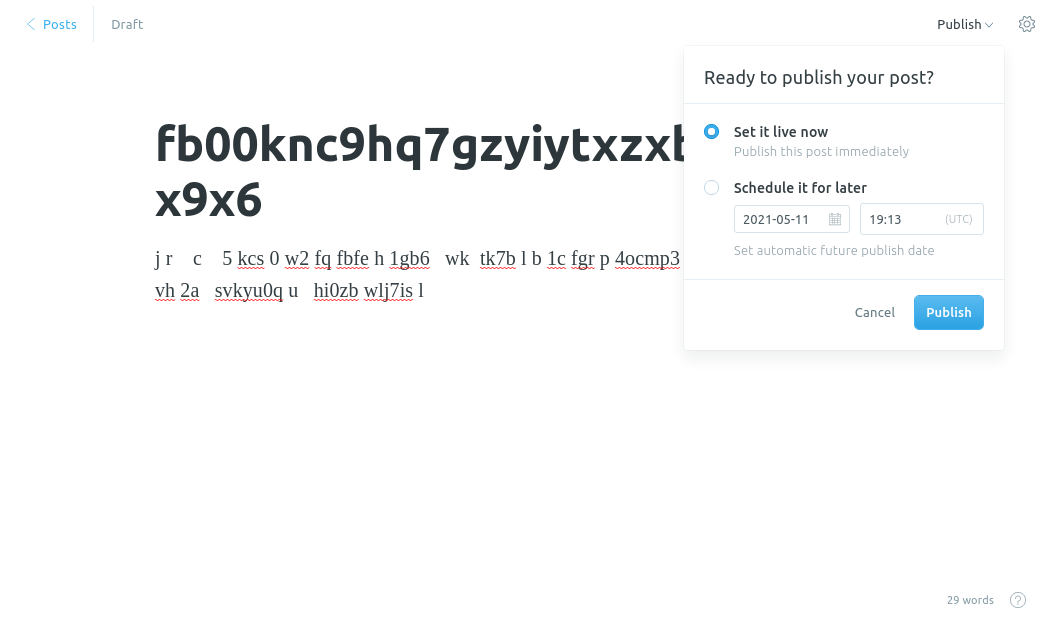 Posts
Draft
Publish
Ready to publish your post?
Set it live now
Publish this post immediately
Schedule it for later
2021-05-11
19:13
(UTC)
Set automatic future publish date
Cancel
Publish
fb00knc9hq7gzyiytxzx
x9x6
j r c 5 kcs 0 w2 fq fbfe h 1gb6 wk tk7b l b 1c fgr p 4ocmp3
vh 2a svkyu0q u hi0zb wlj7is l
29 words
?